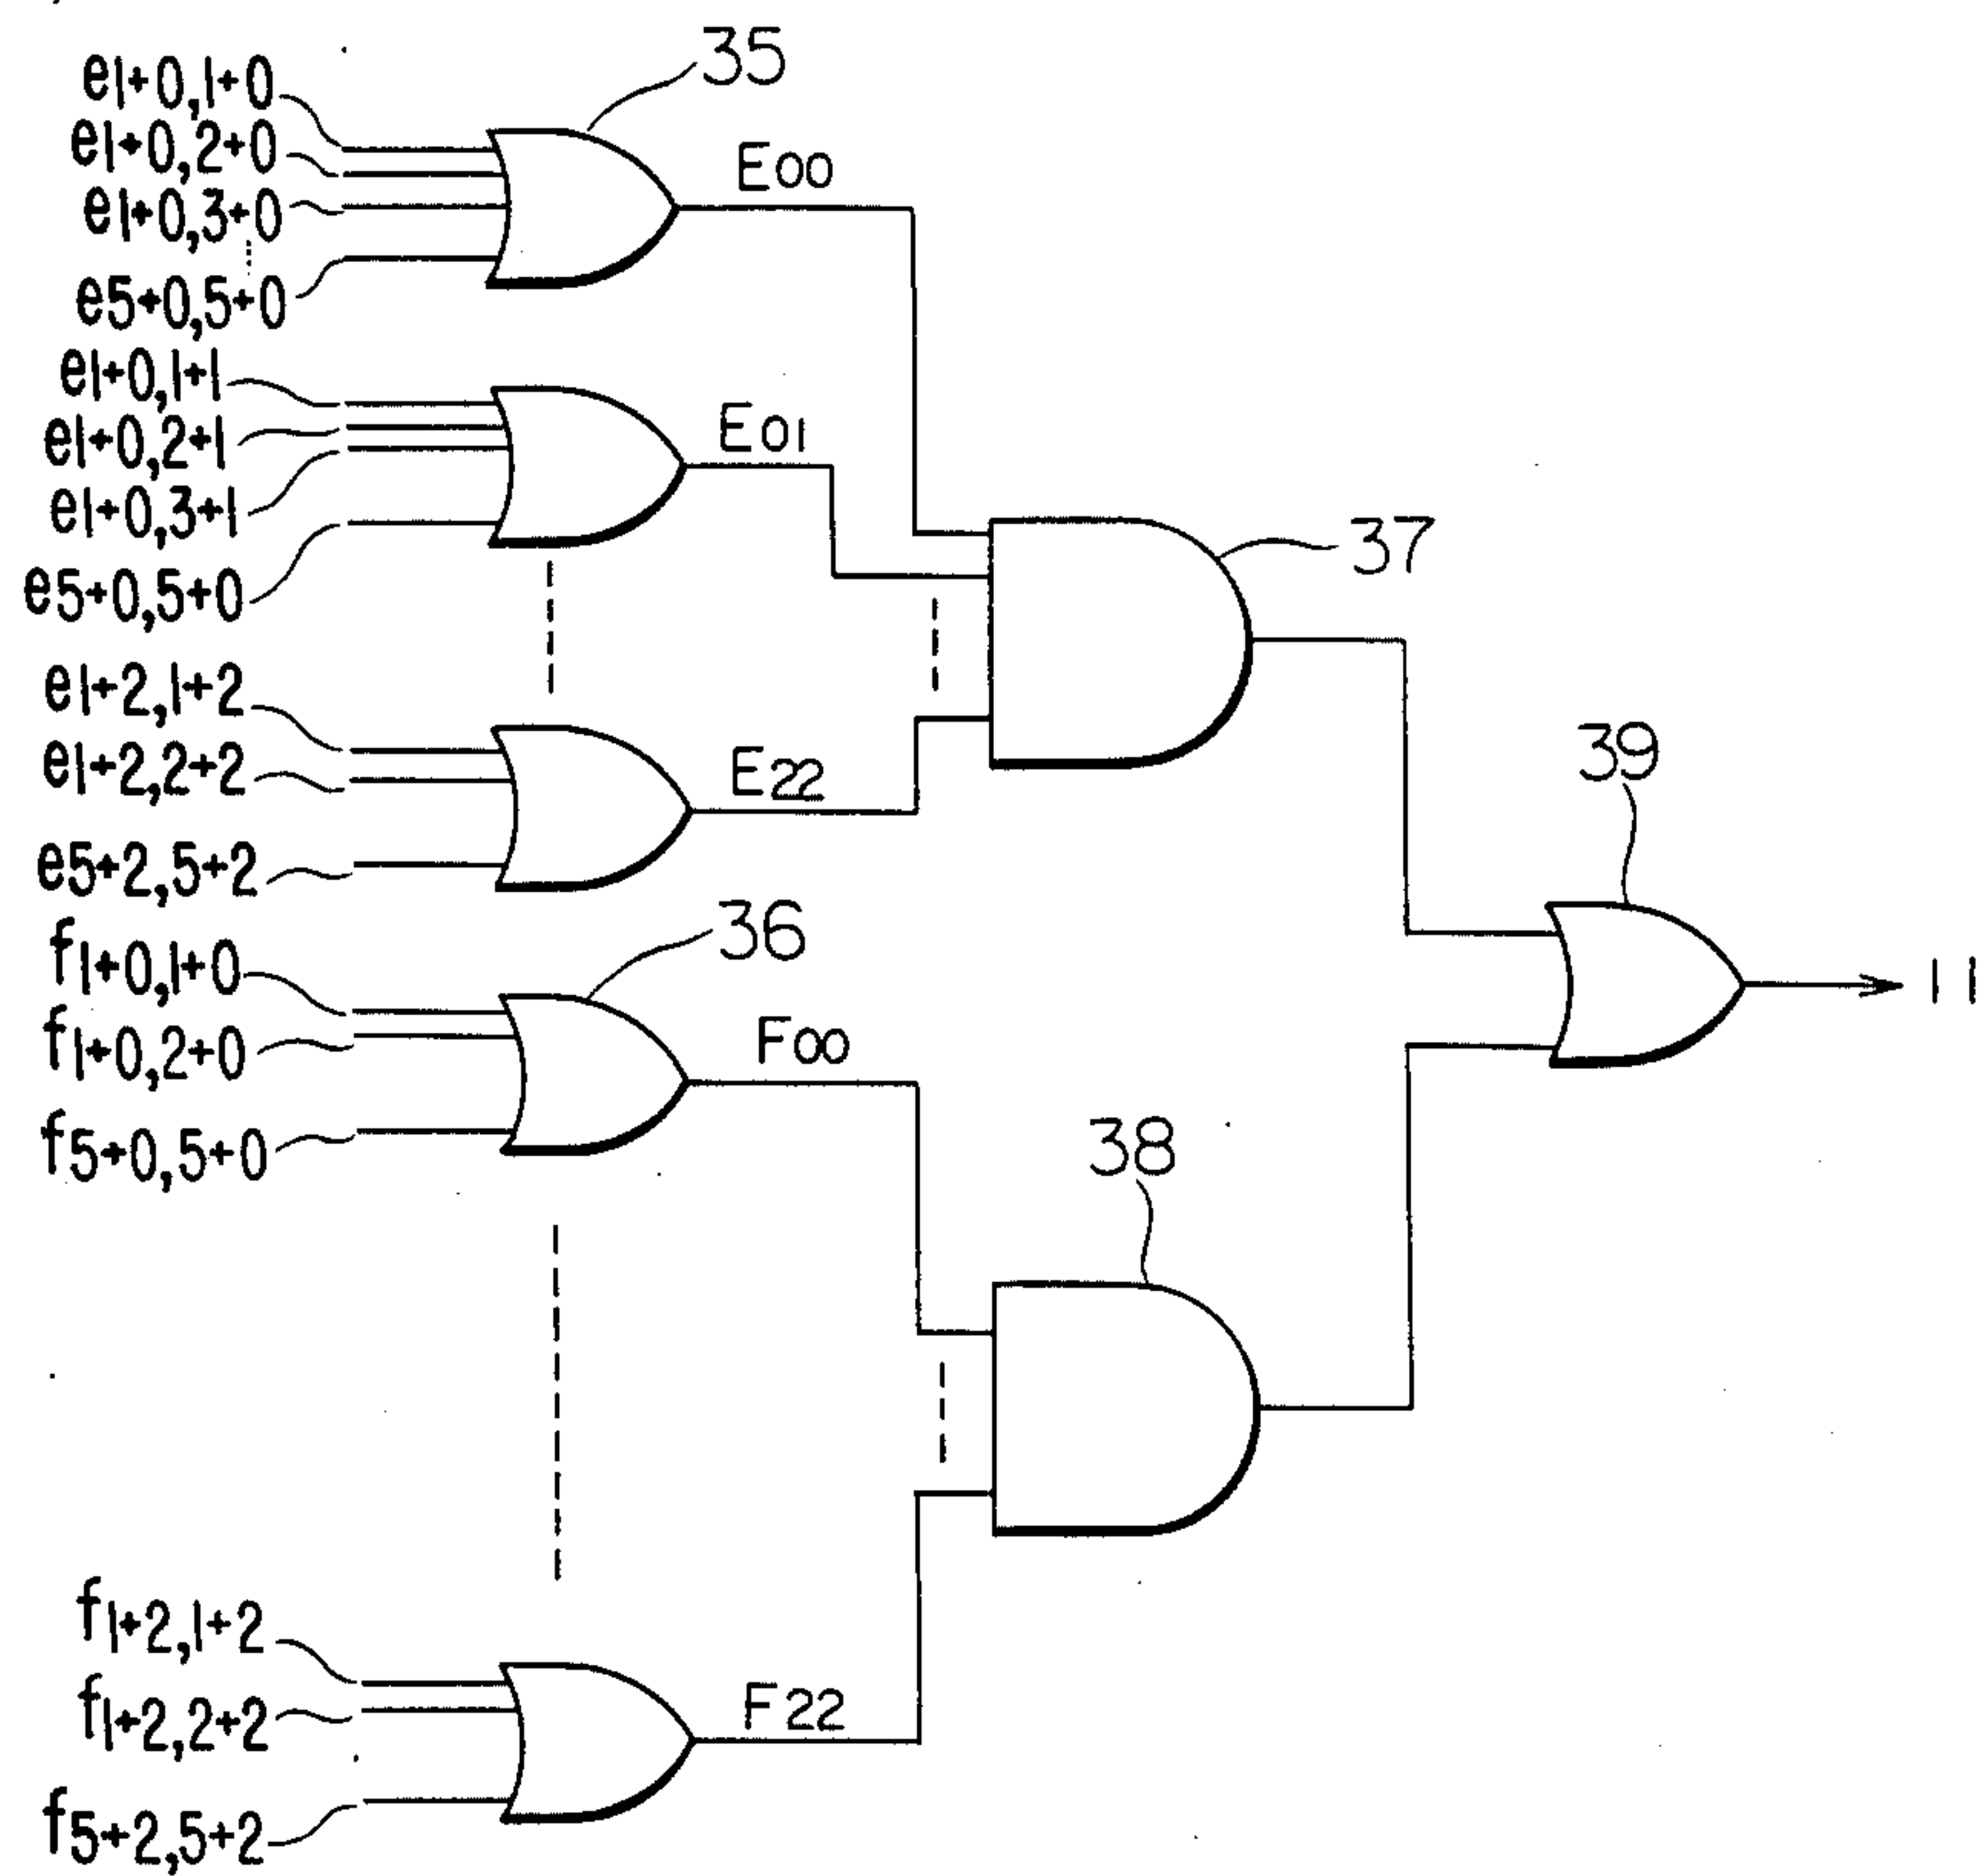 35
e1+0,1+0
e1+0,2+0
e1+0,3+0
e5+0,5+0
E00
e1+0,1+1
e1+0,2+1
e1+0,3+1
e5+0,5+0
E01
37
e1+2,1+2
e1+2,2+2
e5+2,5+2
E22
39
f1+0,1+0
f1+0,2+0
f5+0,5+0
36
F00
11
38
f1+2,1+2
f1+2,2+2
f5+2,5+2
F22